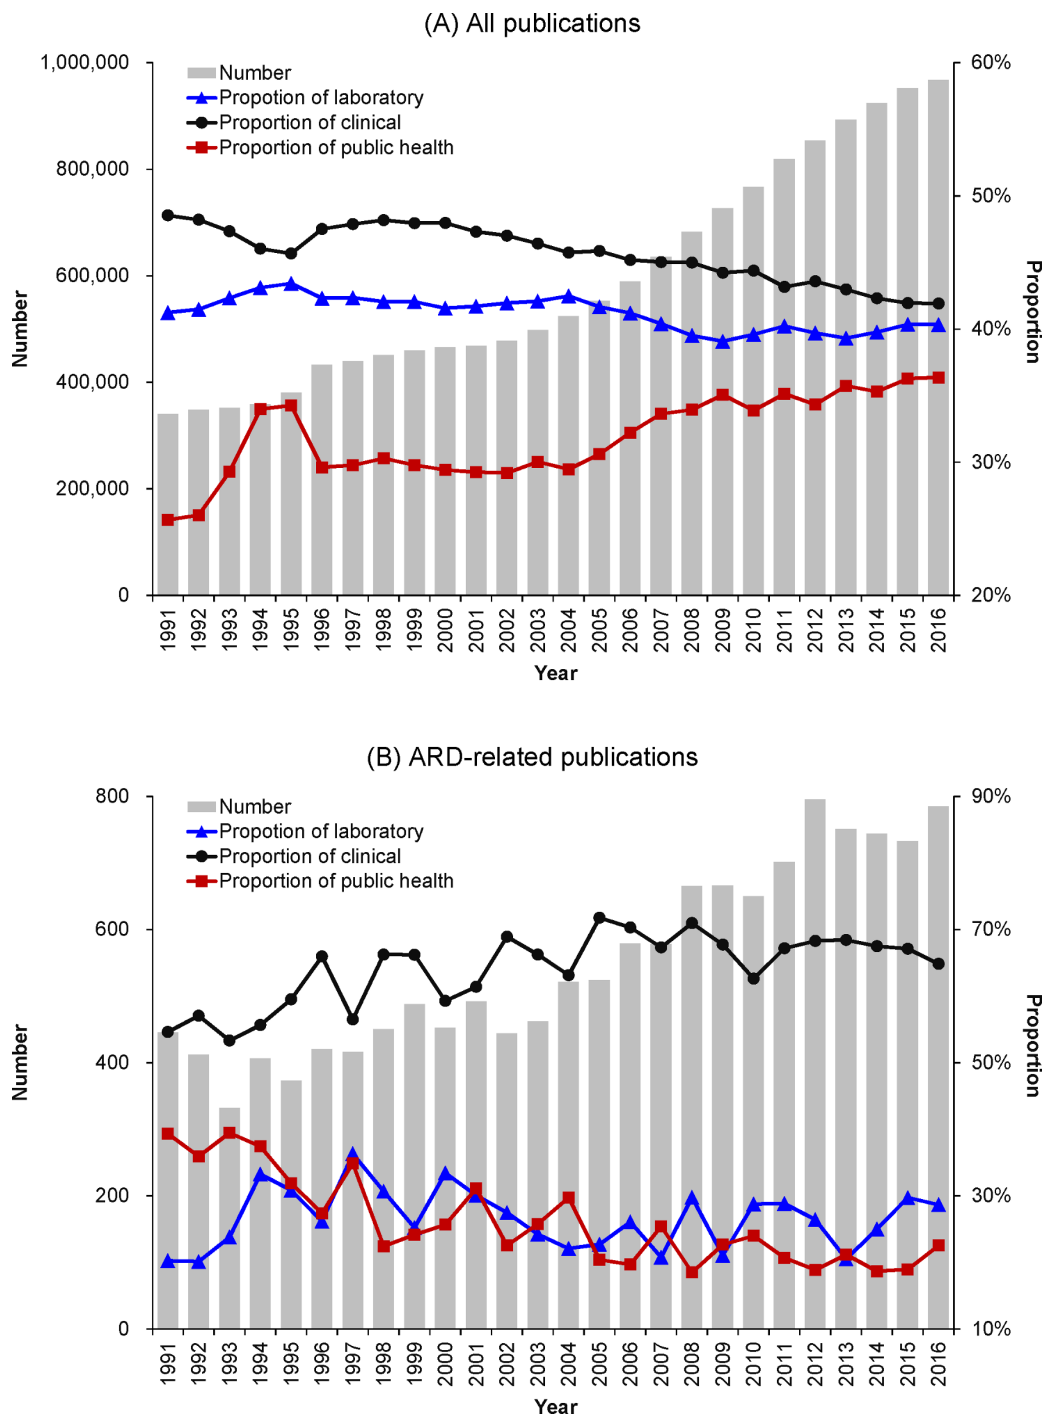 (A) All publications
1,000,000
800,000
600,000
400,000
200,000
0
Number
Number
Propotion of laboratory
Proportion of clinical
Proportion of public health
60%
50%
40%
30%
20%
Proportion
1991 1992 1993 1994 1995 1996 1997 1998 1999 2000 2001 2002 2003 2004 2005 2006 2007 2008 2009 2010 2011 2012 2013 2014 2015 2016
Year
(B) ARD-related publications
800
600
400
200
0
Number
Number
Propotion of laboratory
Proportion of clinical
Proportion of public health
90%
70%
50%
30%
10%
Proportion
1991 1992 1993 1994 1995 1996 1997 1998 1999 2000 2001 2002 2003 2004 2005 2006 2007 2008 2009 2010 2011 2012 2013 2014 2015 2016
Year